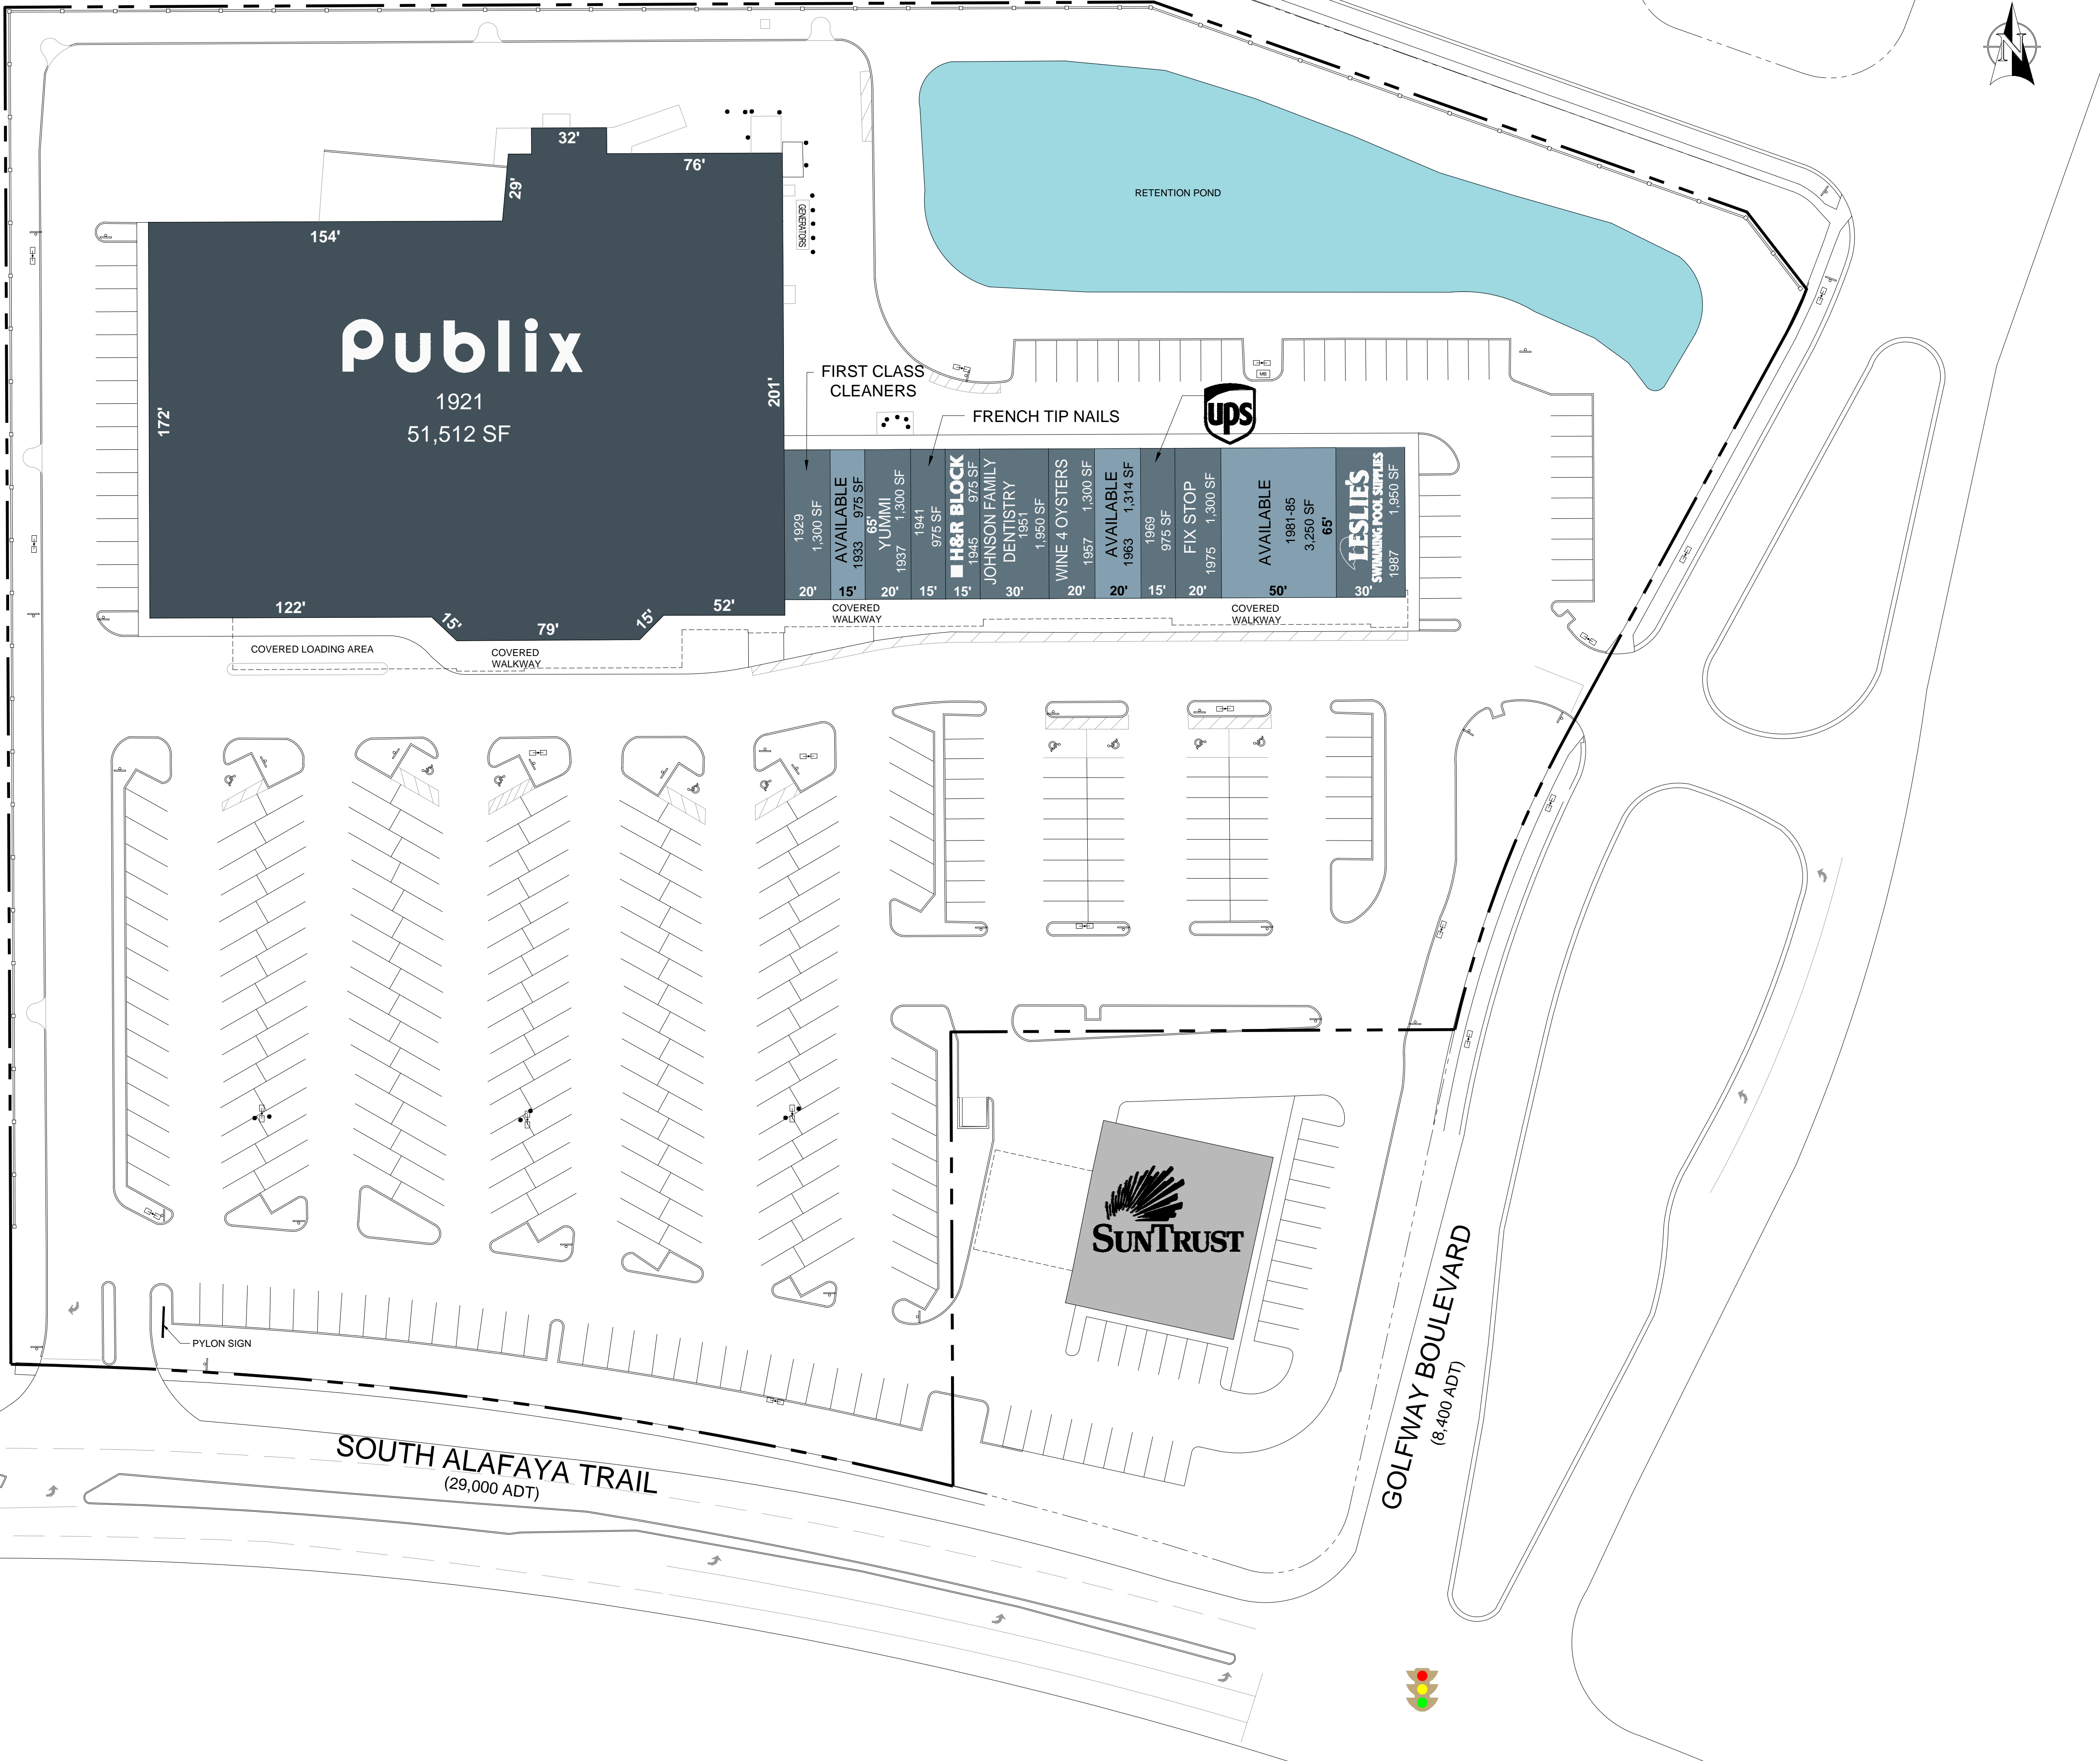 N
32'
76'
29'
154'
RETENTION POND
GENERATORS
Publix
1921
51,512 SF
172'
201'
122'
15'
79'
15'
52'
FIRST CLASS
CLEANERS
FRENCH TIP NAILS
ups
MB
1929
1,300 SF
20'
AVAILABLE
1933 975 SF
15'
65'
YUMMI
1937 1,300 SF
20'
1941
975 SF
15'
H&R BLOCK
1945 975 SF
15'
JOHNSON FAMILY
DENTISTRY
1951
1,950 SF
30'
WINE 4 OYSTERS
1957 1,300 SF
20'
AVAILABLE
1963 1,314 SF
20'
1969
975 SF
15'
FIX STOP
1975 1,300 SF
20'
AVAILABLE
1981-85
3,250 SF
65'
50'
LESLIE'S
SWIMMING POOL SUPPLIES
1987 1,950 SF
30'
COVERED LOADING AREA
COVERED
WALKWAY
COVERED
WALKWAY
COVERED
WALKWAY
SUNTRUST
PYLON SIGN
SOUTH ALAFAYA TRAIL
(29,000 ADT)
GOLFWAY BOULEVARD
(8,400 ADT)